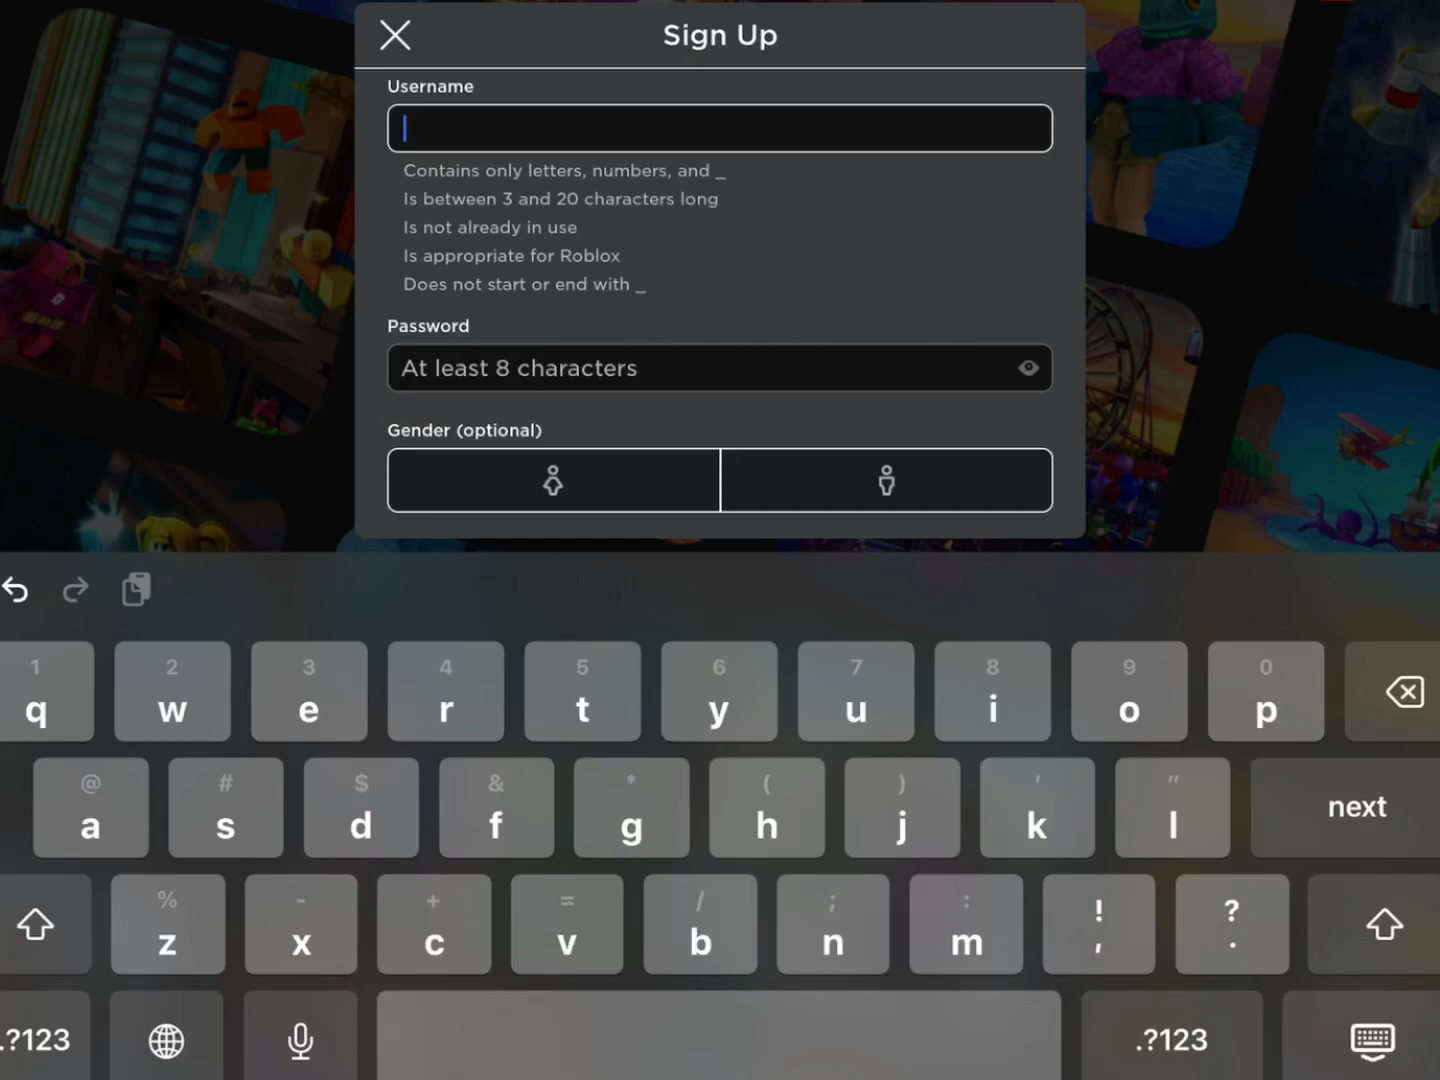 Sign Up
Username
Contains only letters, numbers, and _
Is between 3 and 20 characters long
Is not already in use
Is appropriate for Roblox
Does not start or end with _
Password
At least 8 characters
Gender (optional)
1 2 3 4 5 6 7 8 9 0
q w e r t y u i o p
@ # $ & * ( ) ' "
a s d f g h j k l next
% - + = / ; : ! ?
z x c v b n m , .
.?123 .?123